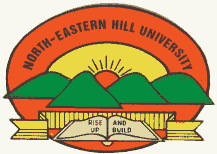 NORTH-EASTERN HILL UNIVERSITY
RISE AND
UP BUILD